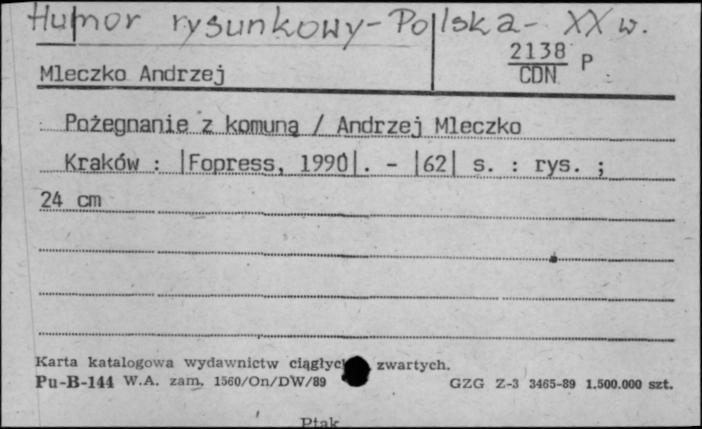 Humor rysunkowy - Polska - XX w.
2138 P
CDN
Mleczko Andrzej
Pożegnanie z komuną / Andrzej Mleczko
Kraków : |Fopress, 1990|. - |62| s. : rys. ;
24 cm
Karta katalogowa wydawnictw ciągłyc zwartych.
Pu-B-144 W.A. zam. 1560/On/DW/89 GZG Z-3 3465-89 1.500.000 szt.
Ptak